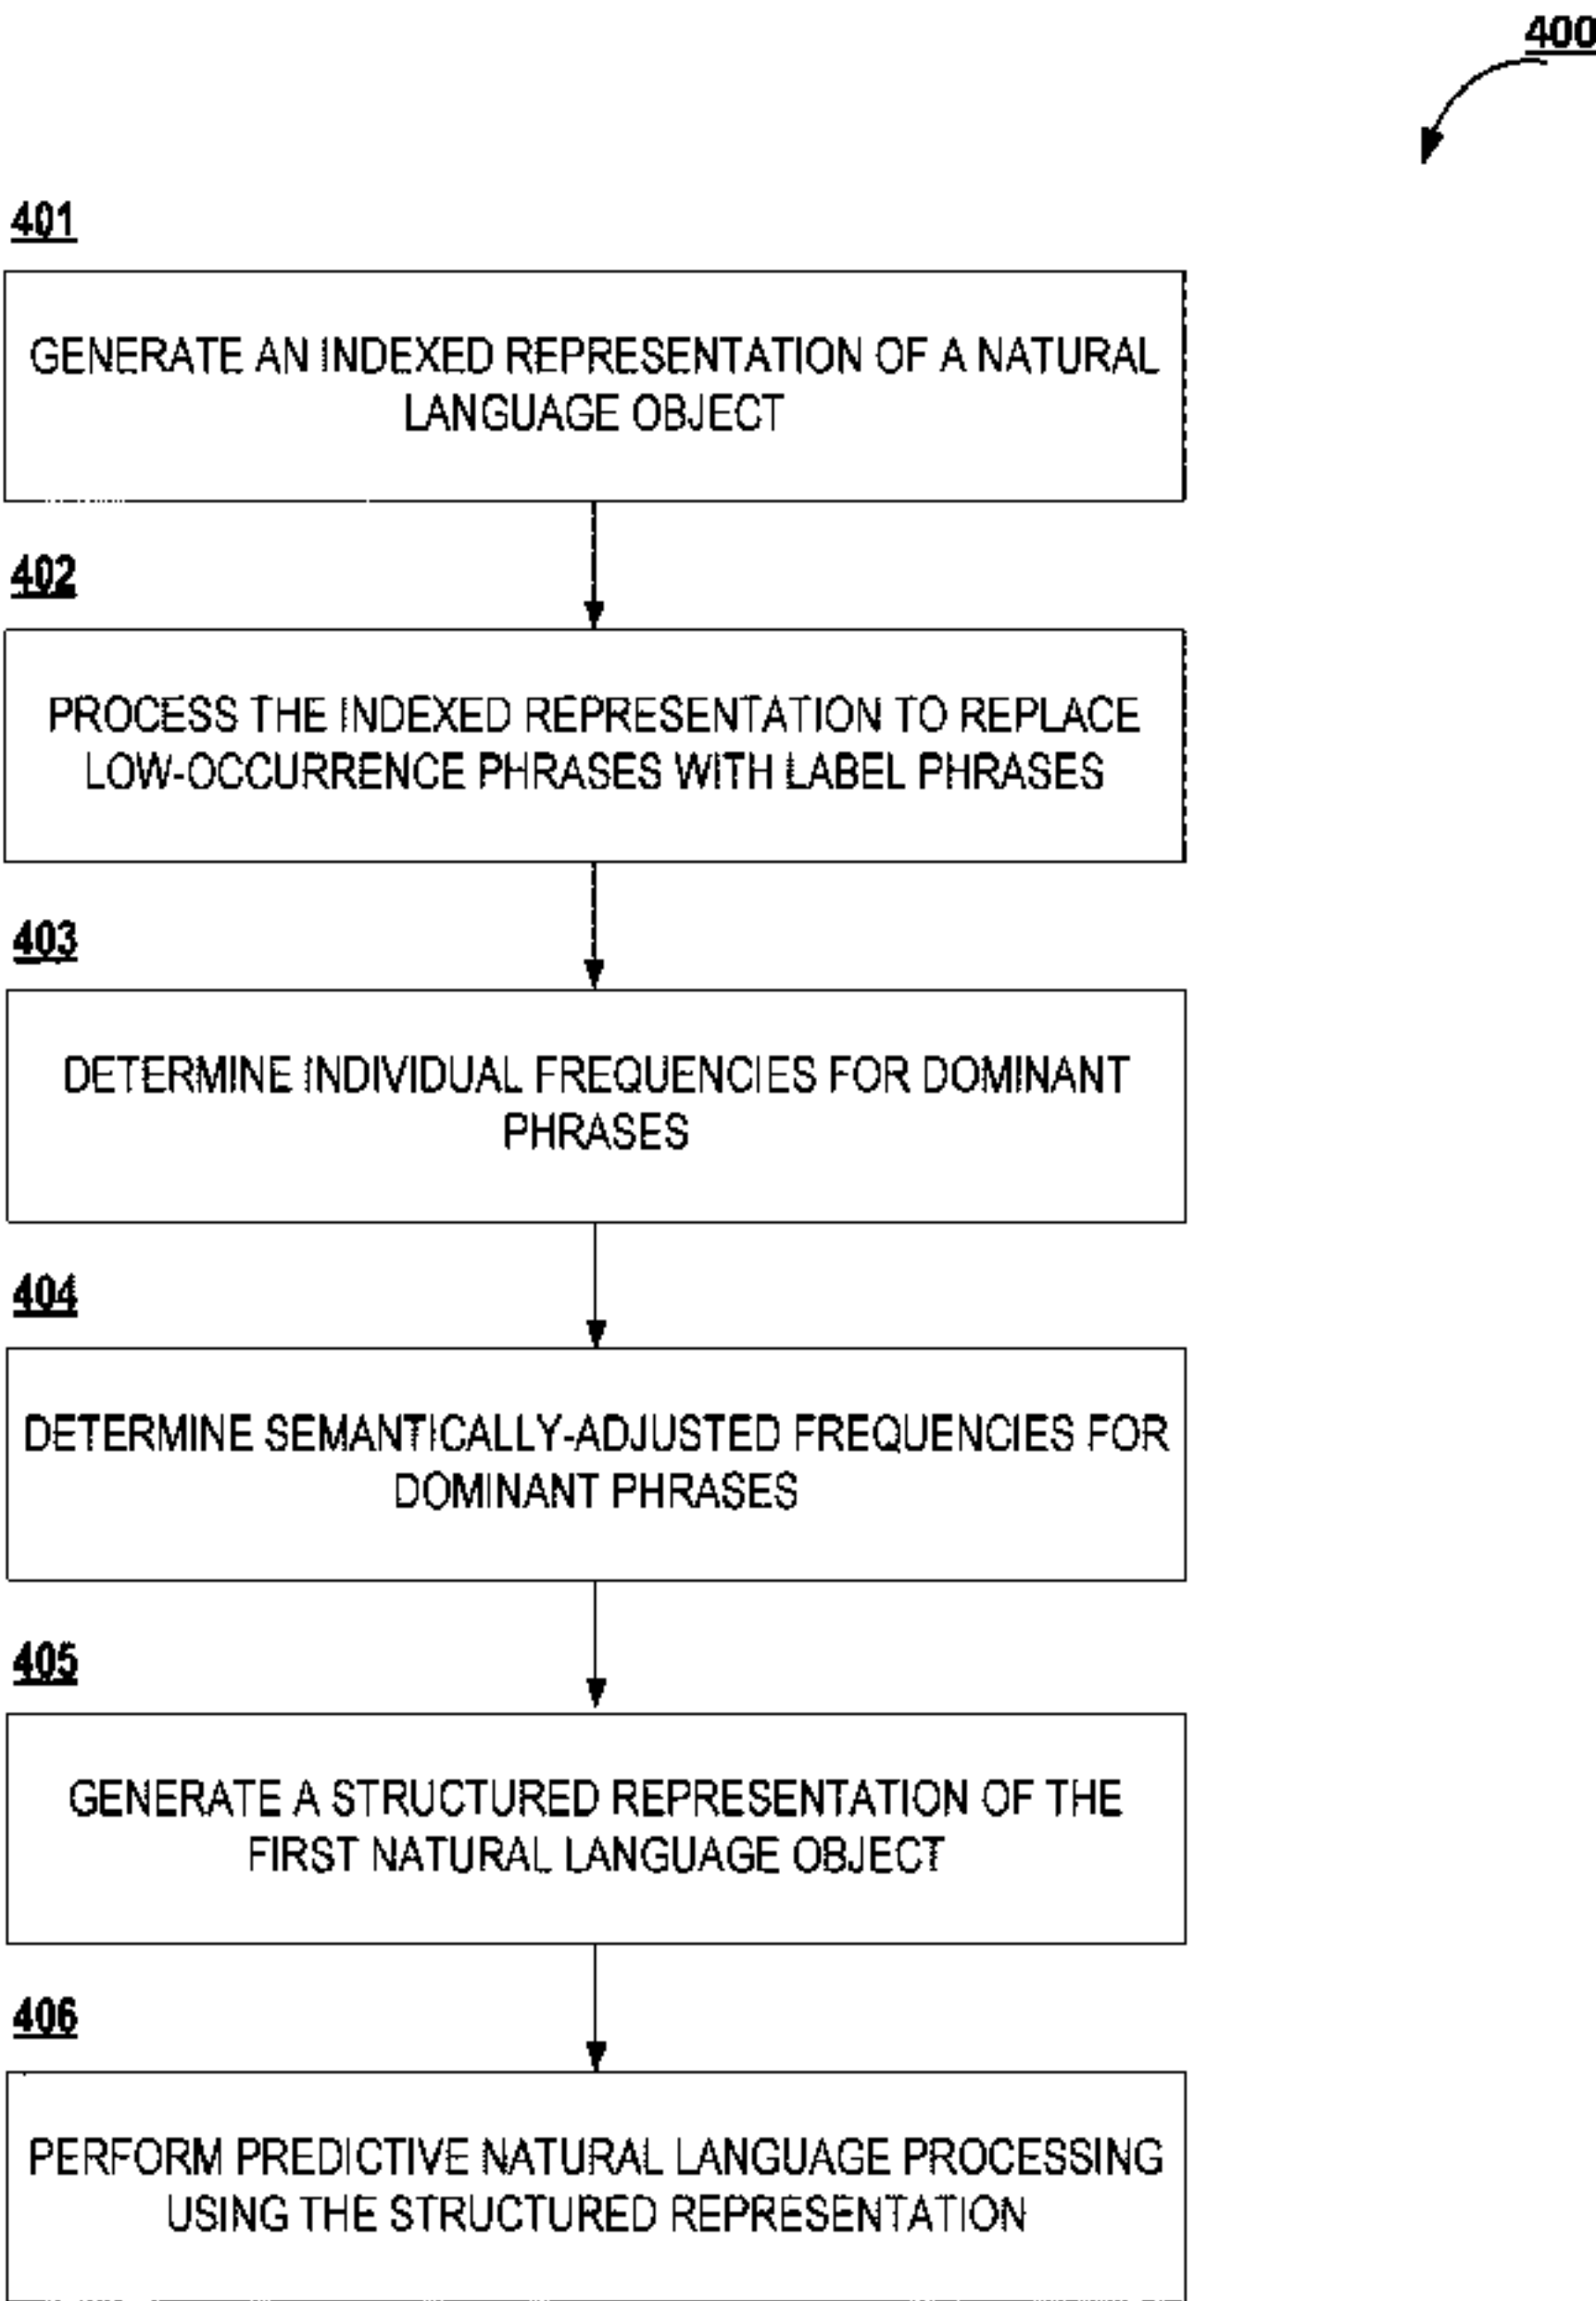 400
401
GENERATE AN INDEXED REPRESENTATION OF A NATURAL
LANGUAGE OBJECT
402
PROCESS THE INDEXED REPRESENTATION TO REPLACE
LOW-OCCURRENCE PHRASES WITH LABEL PHRASES
403
DETERMINE INDIVIDUAL FREQUENCIES FOR DOMINANT
PHRASES
404
DETERMINE SEMANTICALLY-ADJUSTED FREQUENCIES FOR
DOMINANT PHRASES
405
GENERATE A STRUCTURED REPRESENTATION OF THE
FIRST NATURAL LANGUAGE OBJECT
406
PERFORM PREDICTIVE NATURAL LANGUAGE PROCESSING
USING THE STRUCTURED REPRESENTATION